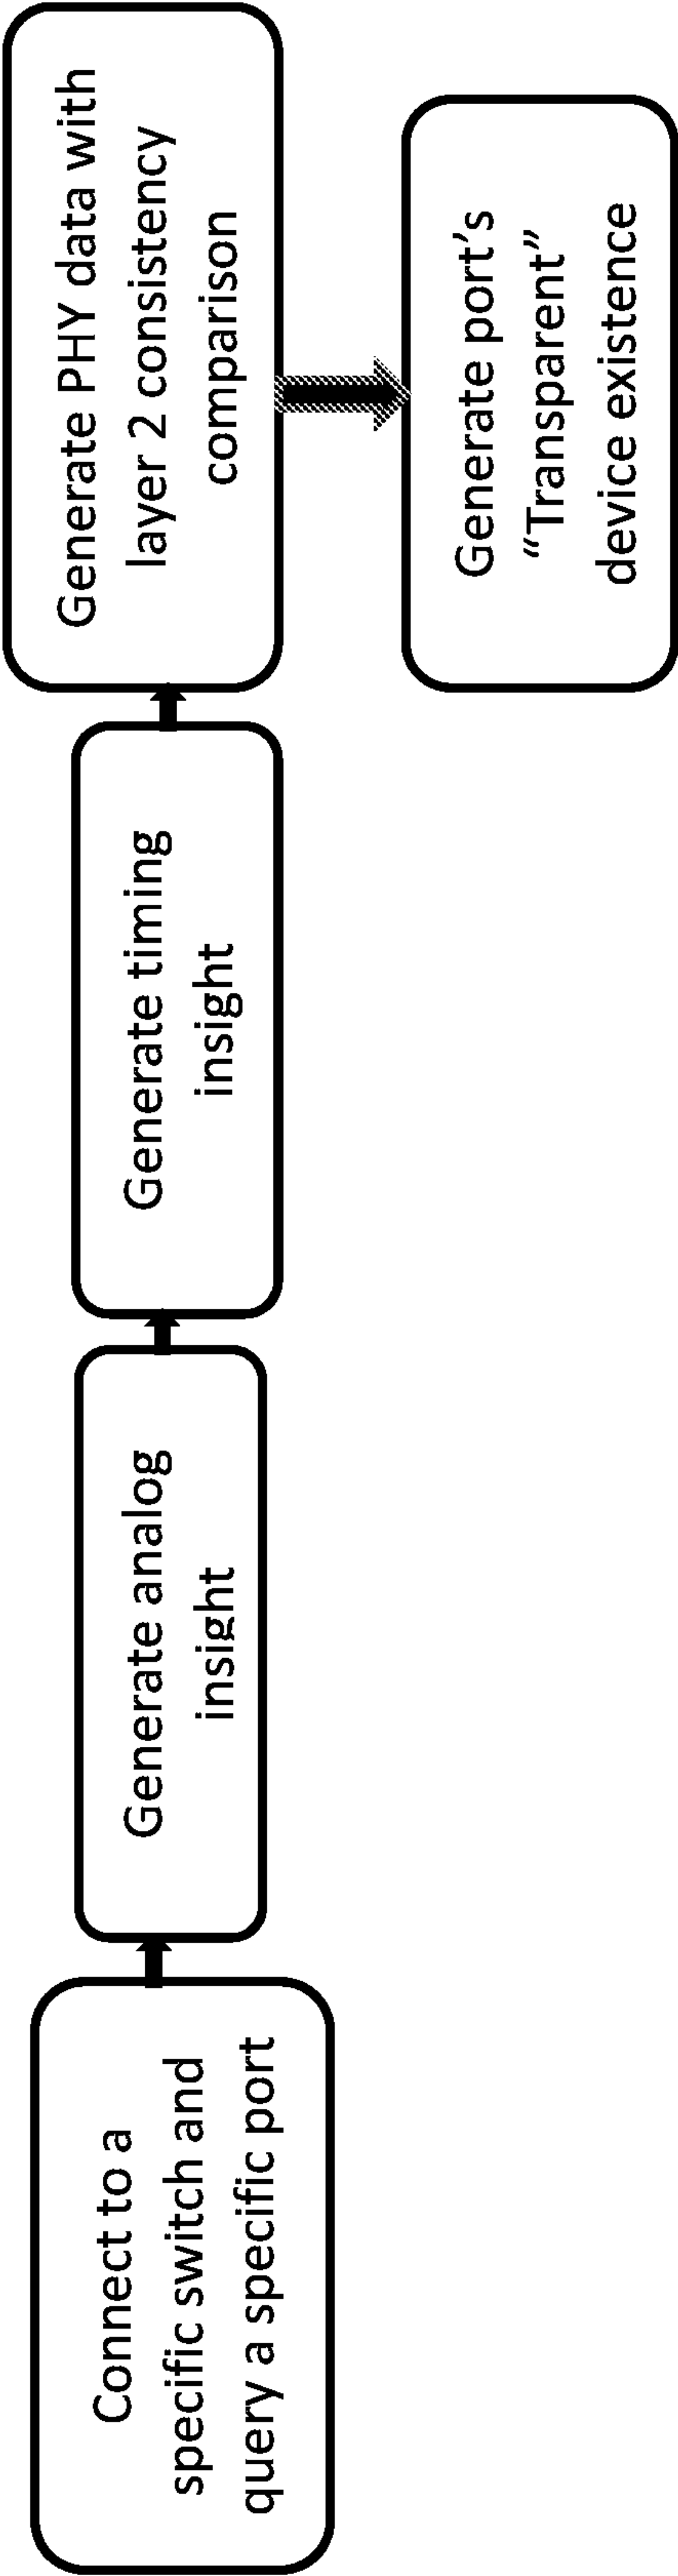 Connect to a
specific switch and
query a specific port
Generate analog
insight
Generate timing
insight
Generate PHY data with
layer 2 consistency
comparison
Generate port’s
“Transparent”
device existence